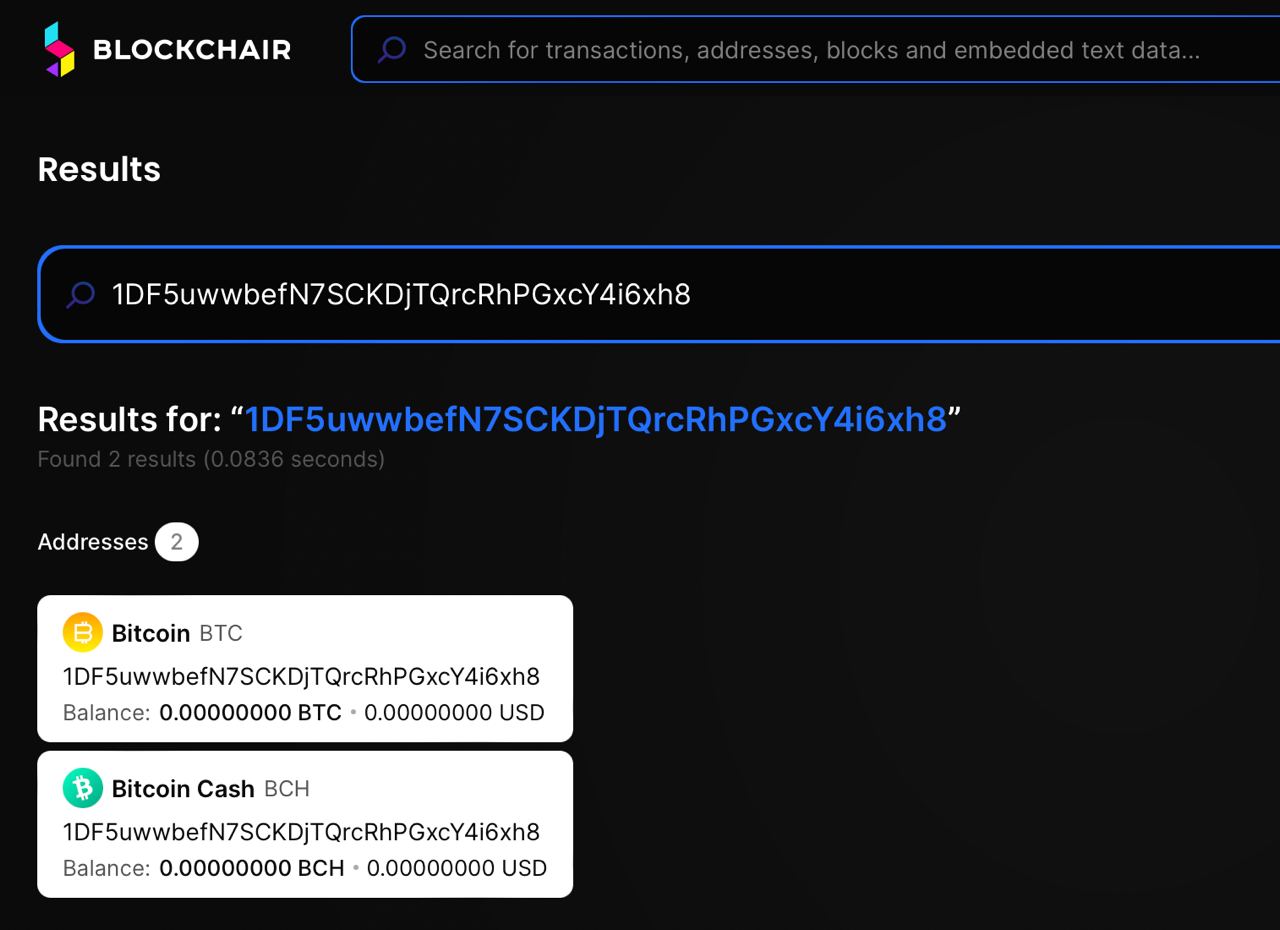 BLOCKCHAIR
Search for transactions, addresses, blocks and embedded text data...
Results
1DF5uwwbefN7SCKDjTQrcRhPGxcY4i6xh8
Results for: “1DF5uwwbefN7SCKDjTQrcRhPGxcY4i6xh8”
Found 2 results (0.0836 seconds)
Addresses 2
Bitcoin BTC
1DF5uwwbefN7SCKDjTQrcRhPGxcY4i6xh8
Balance: 0.00000000 BTC • 0.00000000 USD
Bitcoin Cash BCH
1DF5uwwbefN7SCKDjTQrcRhPGxcY4i6xh8
Balance: 0.00000000 BCH • 0.00000000 USD